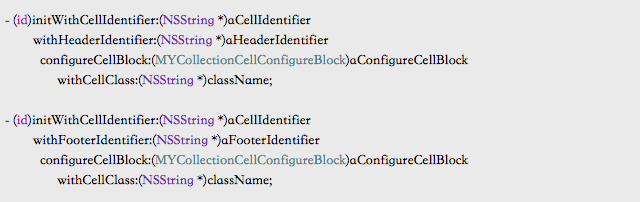 - (id)initWithCellIdentifier:(NSString *)aCellIdentifier
withHeaderIdentifier:(NSString *)aHeaderIdentifier
configureCellBlock:(MYCollectionCellConfigureBlock)aConfigureCellBlock
withCellClass:(NSString *)className;
- (id)initWithCellIdentifier:(NSString *)aCellIdentifier
withFooterIdentifier:(NSString *)aFooterIdentifier
configureCellBlock:(MYCollectionCellConfigureBlock)aConfigureCellBlock
withCellClass:(NSString *)className;